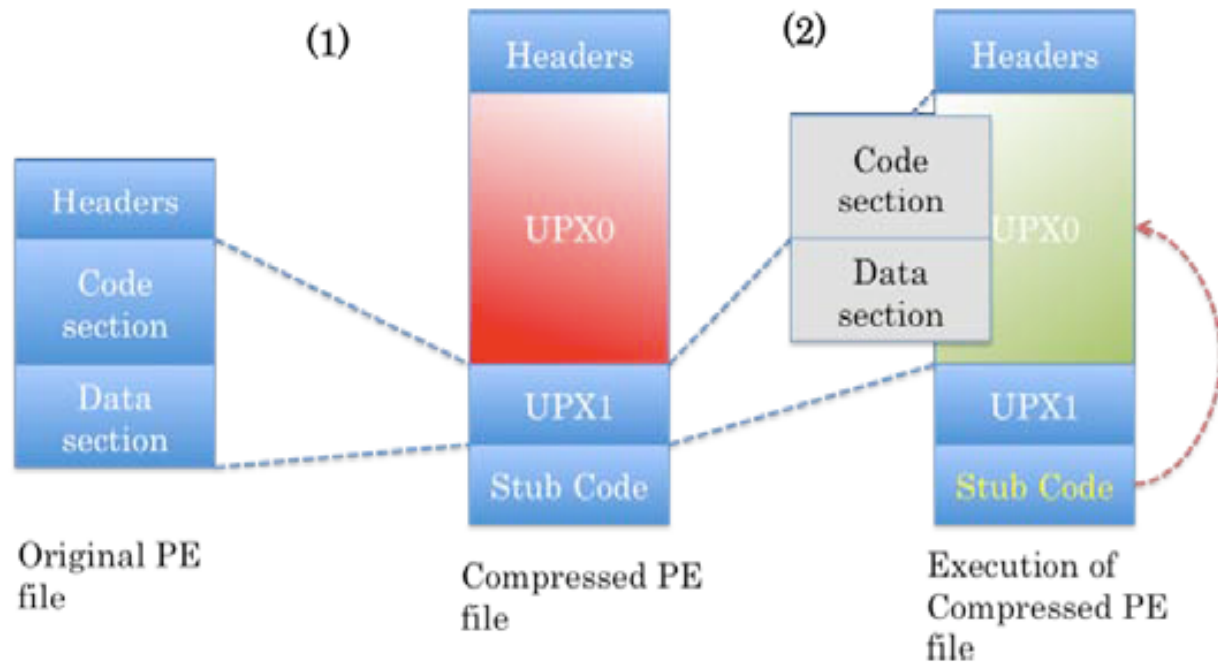 (1)
(2)
Headers
Code
section
Data
section
Original PE
file
Headers
UPX0
UPX1
Stub Code
Compressed PE
file
Headers
Code
section
Data
section
UPX0
UPX1
Stub Code
Execution of
Compressed PE
file